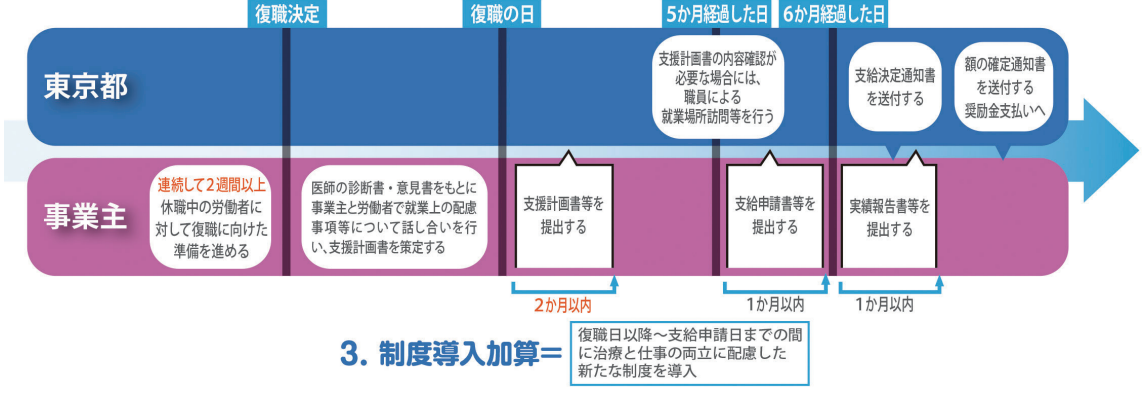 復職決定
復職の日
5か月経過した日
6か月経過した日
東京都
支援計画書の内容確認が
必要な場合には、
職員による
就業場所訪問等を行う
支給決定通知書
を送付する
額の確定通知書
を送付する
奨励金支払いへ
事業主
連続して2週間以上
休職中の労働者に
対して復職に向けた
準備を進める
医師の診断書・意見書をもとに
事業主と労働者で就業上の配慮
事項等について話し合いを行
い、支援計画書を策定する
支援計画書等を
提出する
支給申請書等を
提出する
実績報告書等を
提出する
2か月以内
1か月以内
1か月以内
3. 制度導入加算＝
復職日以降～支給申請日までの間
に治療と仕事の両立に配慮した
新たな制度を導入